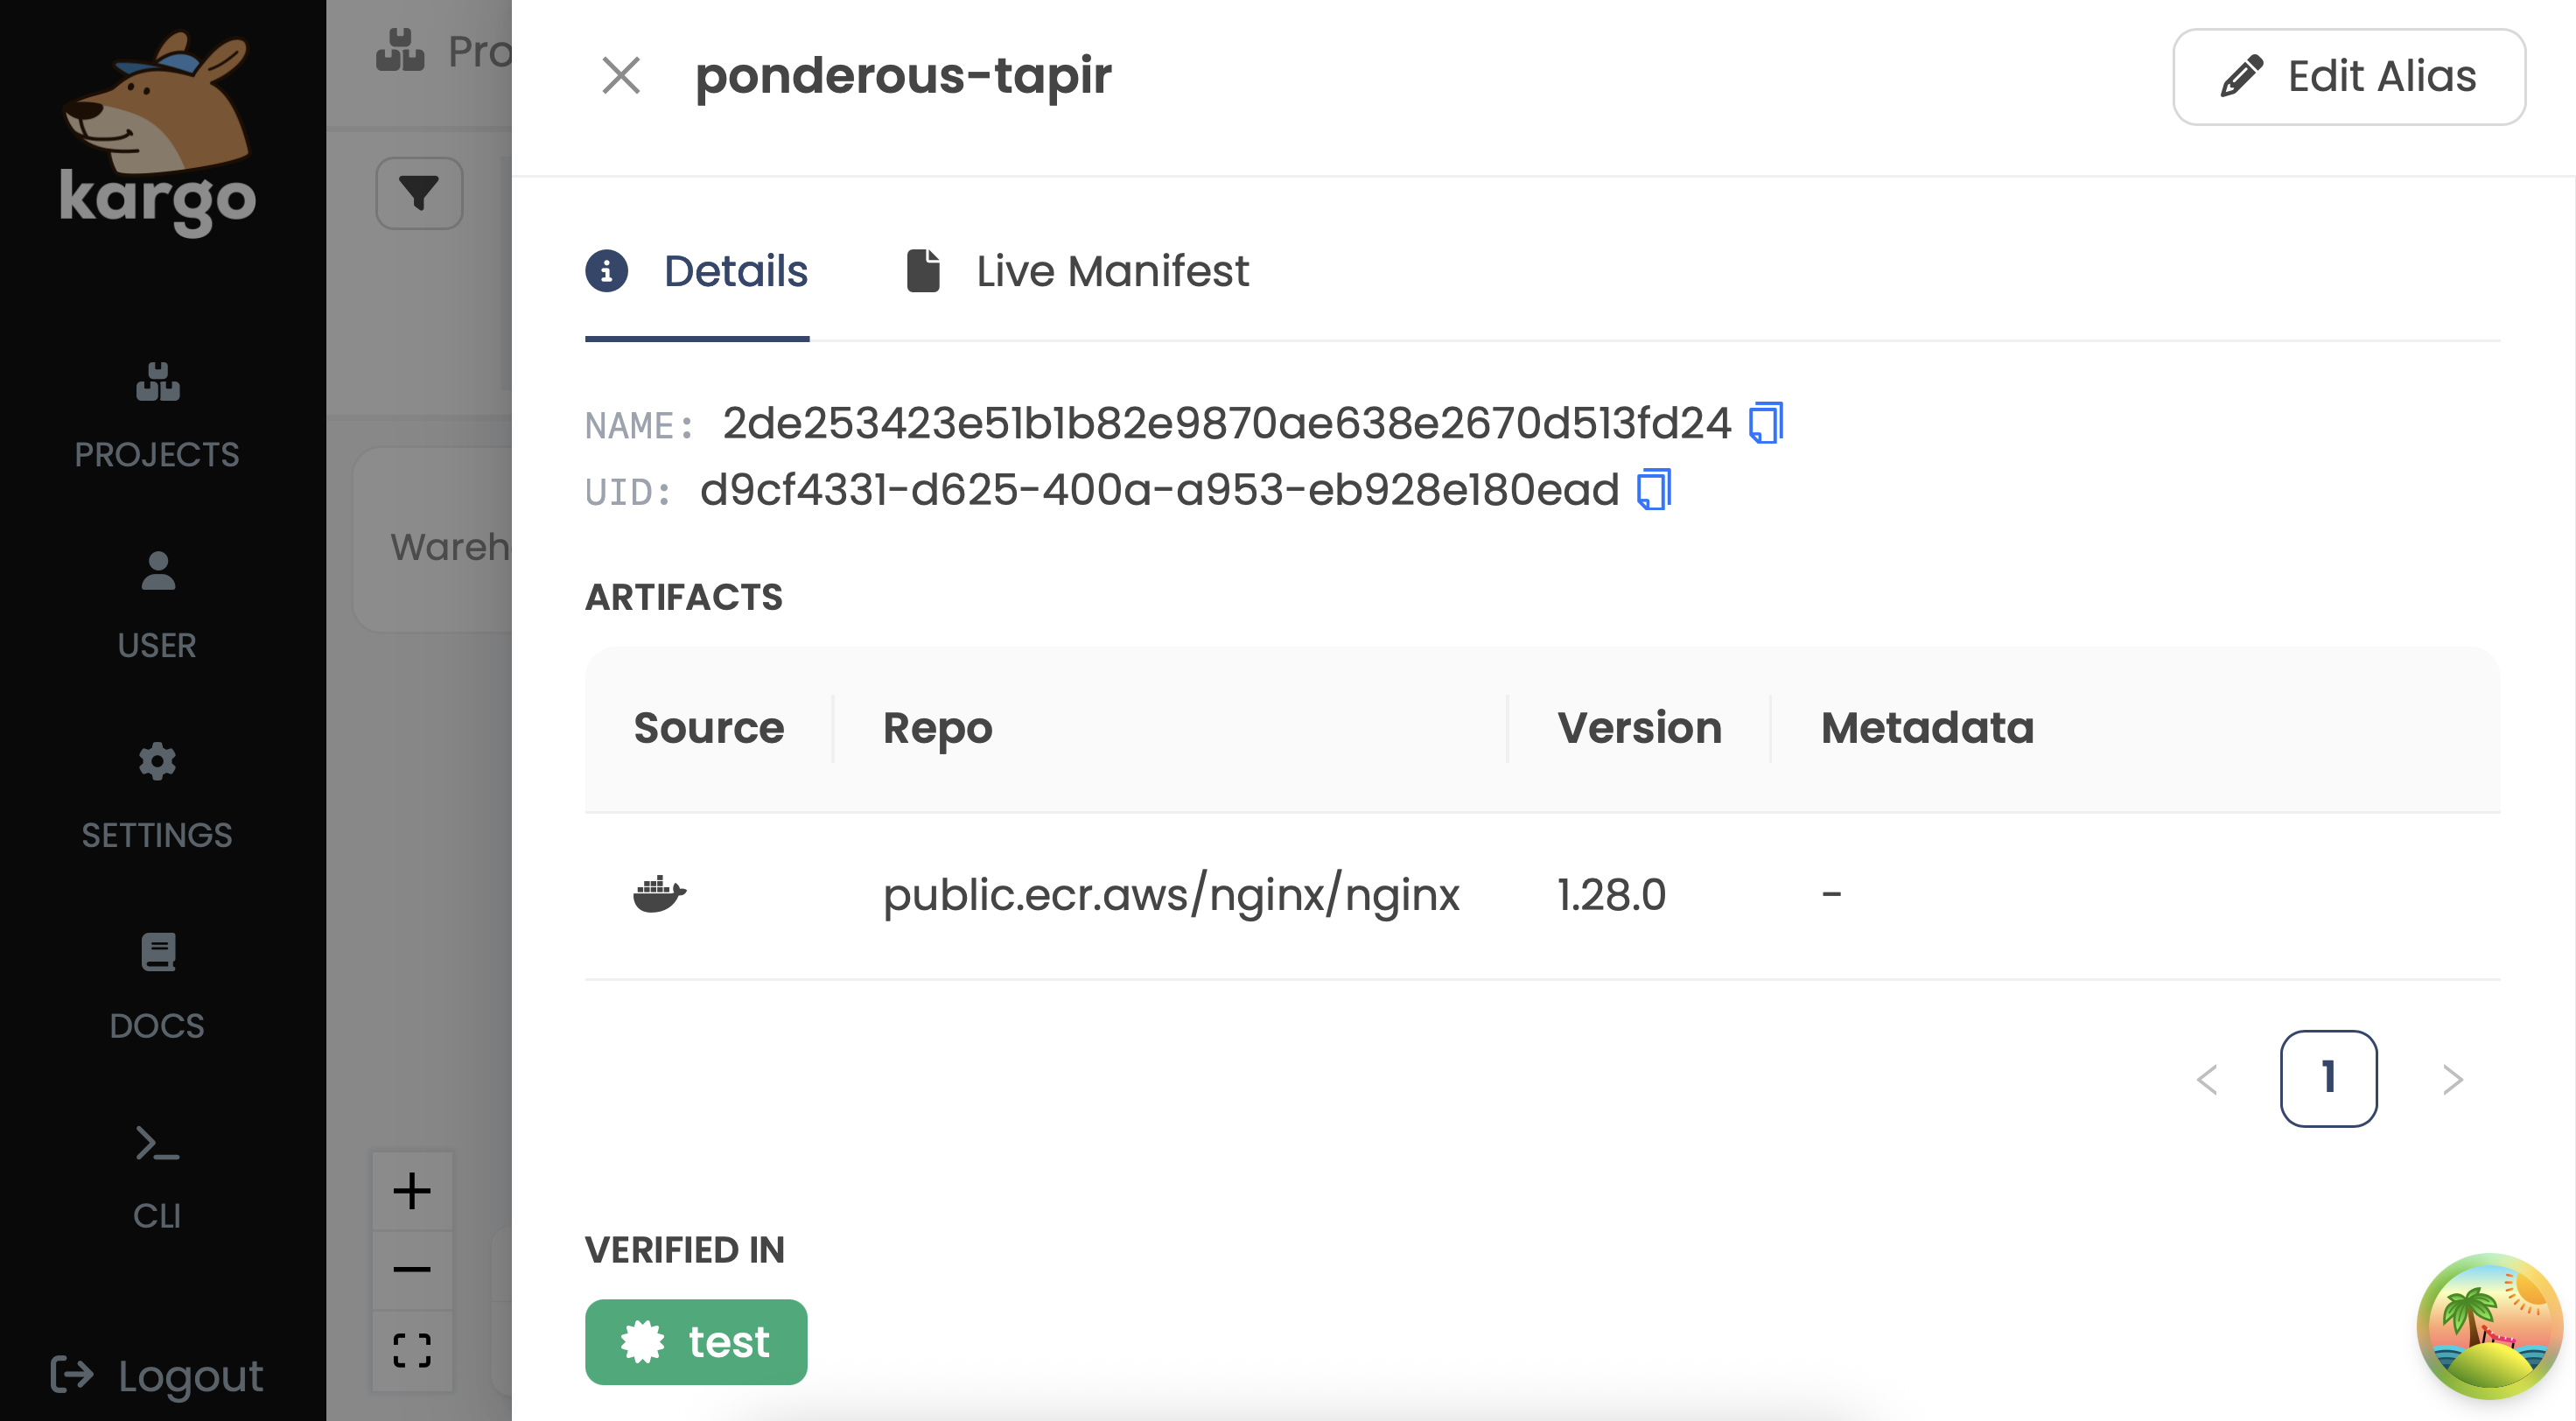 kargo
PROJECTS
USER
SETTINGS
DOCS
CLI
Logout
Pro
Wareh
ponderous-tapir
Edit Alias
Details
Live Manifest
NAME: 2de253423e51b1b82e9870ae638e2670d513fd24
UID: d9cf4331-d625-400a-a953-eb928e180ead
ARTIFACTS
Source Repo Version Metadata
public.ecr.aws/nginx/nginx 1.28.0 -
1
VERIFIED IN
test